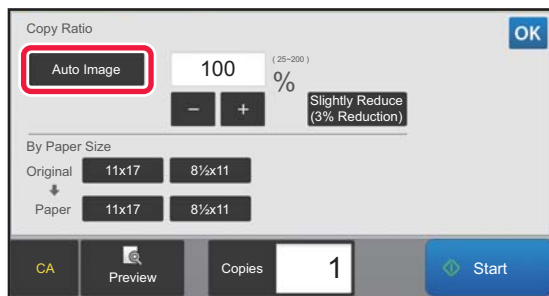 Copy Ratio
OK
Auto Image
100
(25~200)
%
− +
Slightly Reduce
(3% Reduction)
By Paper Size
Original 11x17 8½x11
Paper 11x17 8½x11
CA Preview Copies 1 Start